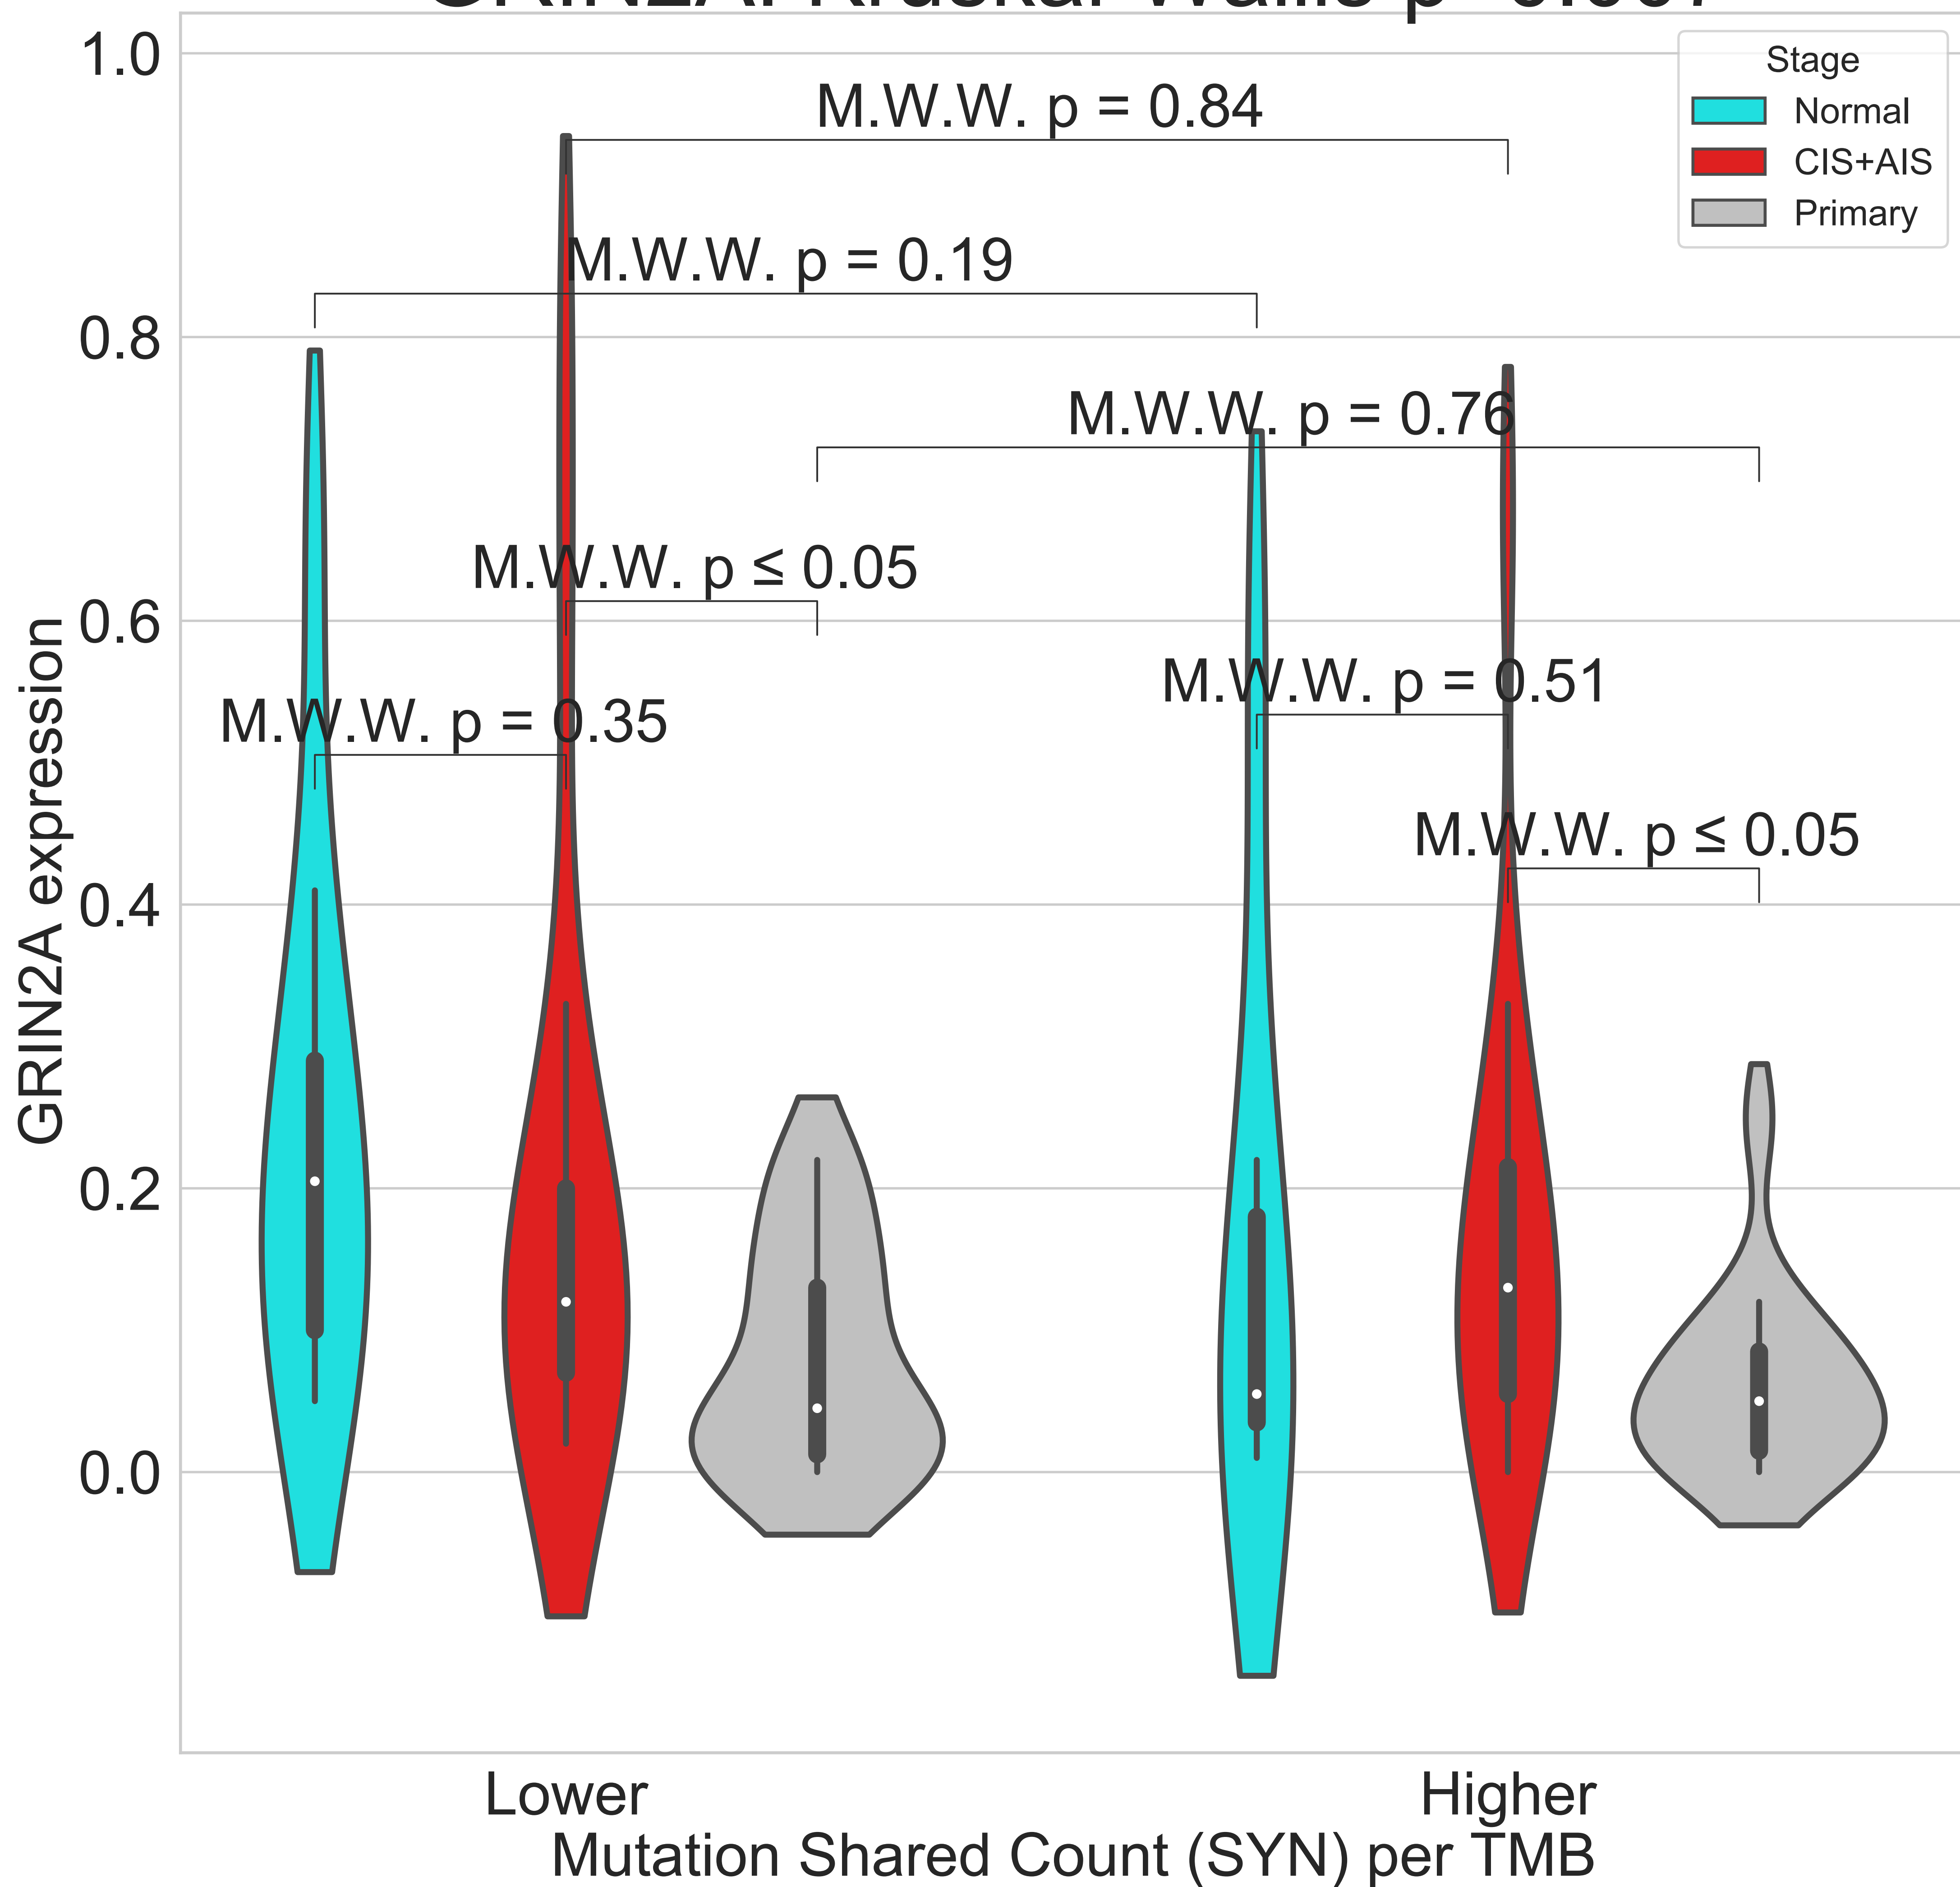 1.0
0.8
0.6
0.4
0.2
0.0
GRIN2A expression
Stage
Normal
CIS+AIS
Primary
M.W.W. p = 0.84
M.W.W. p = 0.19
M.W.W. p = 0.76
M.W.W. p ≤ 0.05
M.W.W. p = 0.51
M.W.W. p = 0.35
M.W.W. p ≤ 0.05
Lower
Higher
Mutation Shared Count (SYN) per TMB